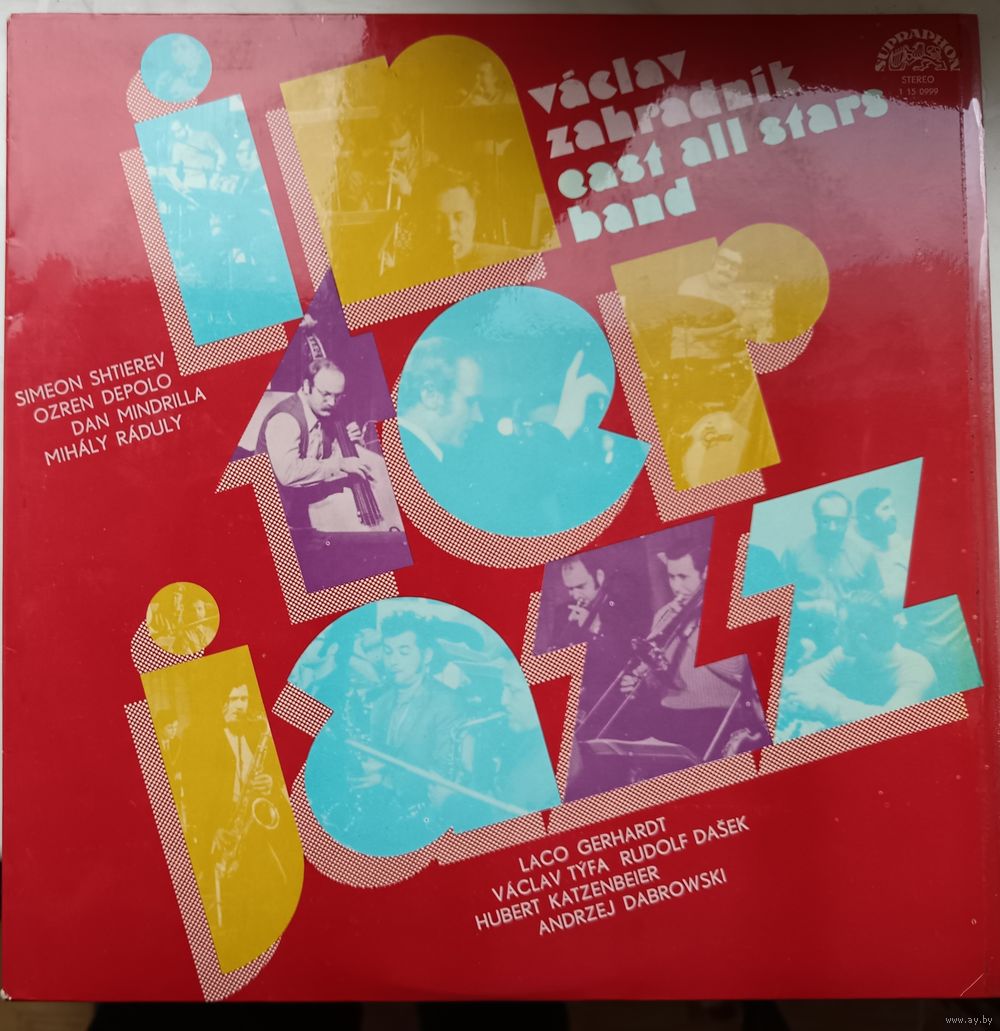 SUPRAPHON
STEREO
1 15 0999
václav
zahradník
east all stars
band
in
ter
jazz
SIMEON SHTIEREV
OZREN DEPOLO
DAN MINDRILLA
MIHÁLY RÁDULY
LACO GERHARDT
VÁCLAV TÝFA RUDOLF DAŠEK
HUBERT KATZENBEIER
ANDRZEJ DABROWSKI
www.ay.by